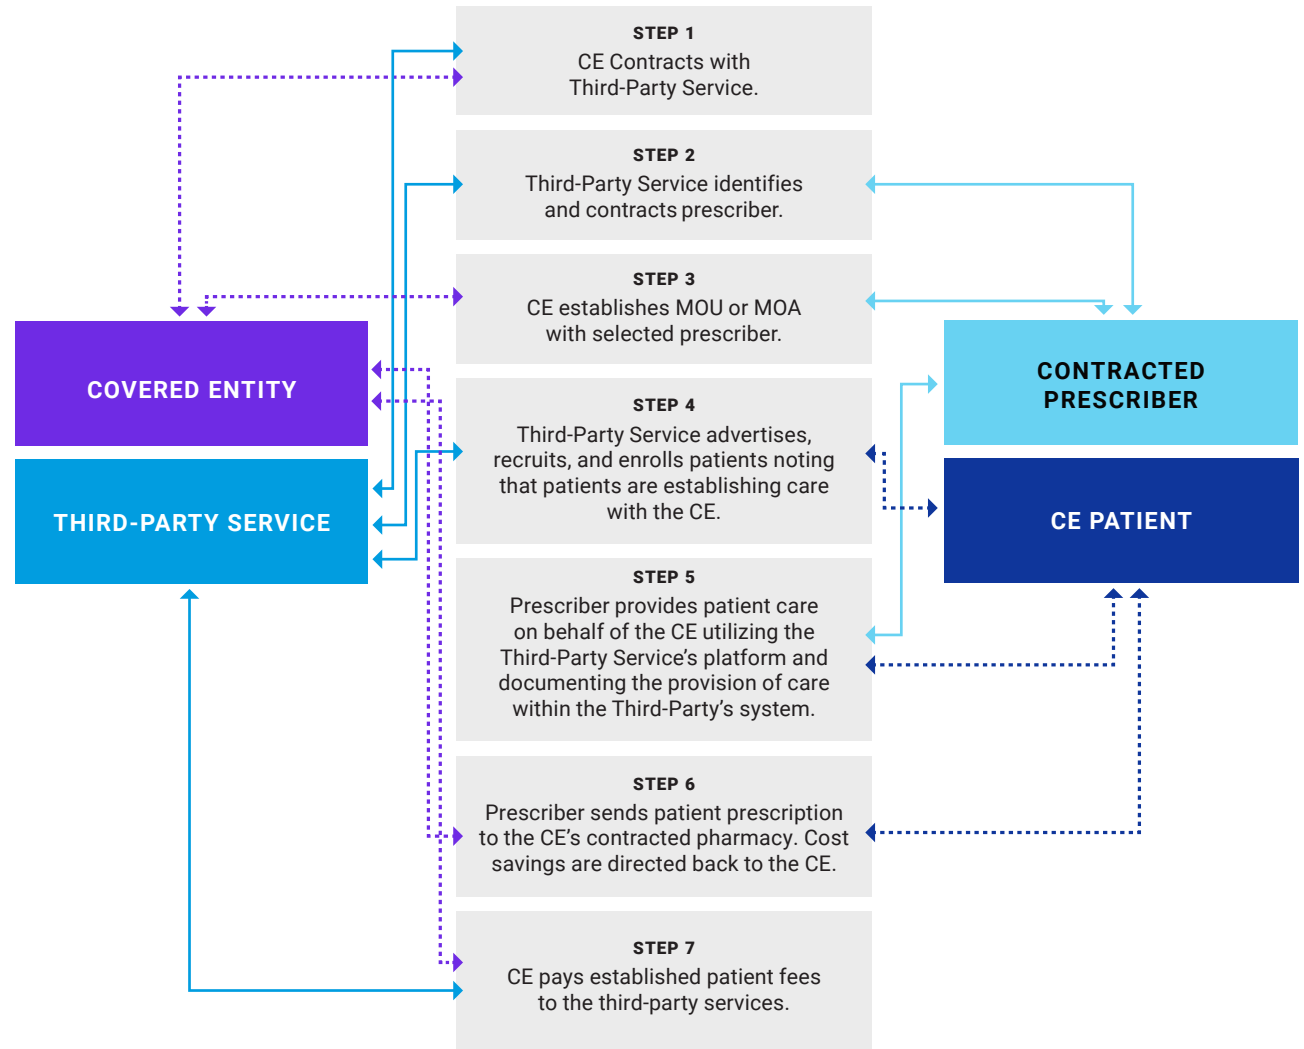 STEP 1
CE Contracts with
Third-Party Service.
STEP 2
Third-Party Service identifies
and contracts prescriber.
STEP 3
CE establishes MOU or MOA
with selected prescriber.
COVERED ENTITY
THIRD-PARTY SERVICE
STEP 4
Third-Party Service advertises,
recruits, and enrolls patients noting
that patients are establishing care
with the CE.
CONTRACTED
PRESCRIBER
CE PATIENT
STEP 5
Prescriber provides patient care
on behalf of the CE utilizing the
Third-Party Service’s platform and
documenting the provision of care
within the Third-Party’s system.
STEP 6
Prescriber sends patient prescription
to the CE’s contracted pharmacy. Cost
savings are directed back to the CE.
STEP 7
CE pays established patient fees
to the third-party services.